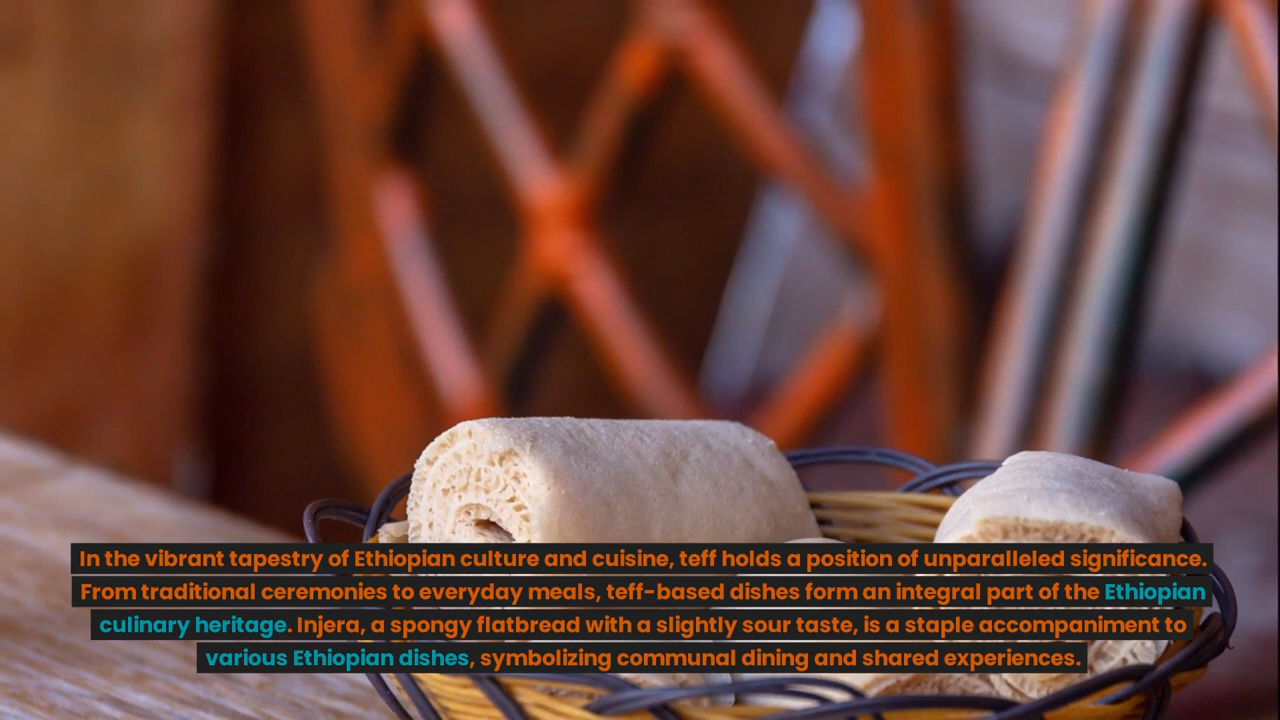 In the vibrant tapestry of Ethiopian culture and cuisine, teff holds a position of unparalleled significance.
From traditional ceremonies to everyday meals, teff-based dishes form an integral part of the Ethiopian
culinary heritage. Injera, a spongy flatbread with a slightly sour taste, is a staple accompaniment to
various Ethiopian dishes, symbolizing communal dining and shared experiences.